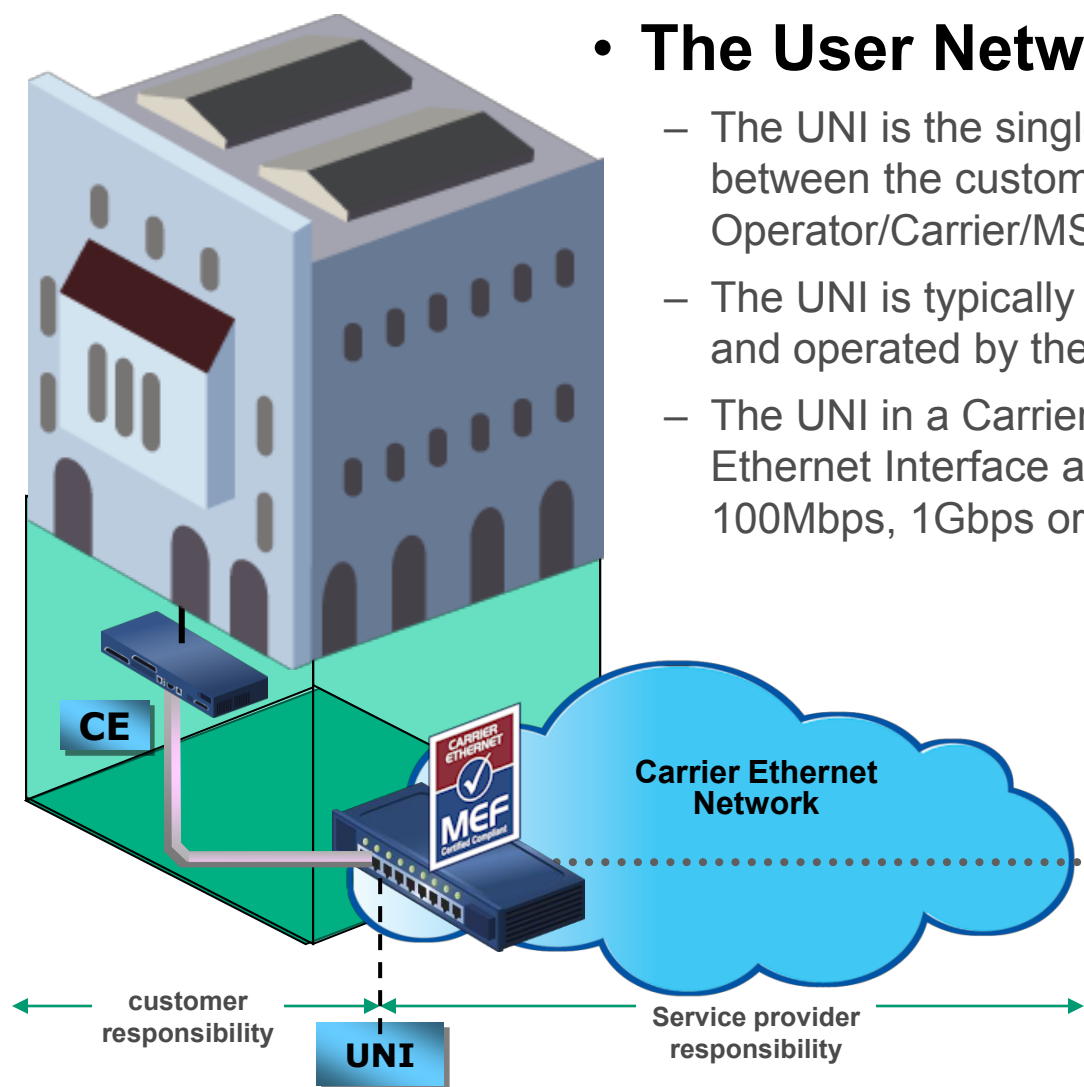 • The User Netw
– The UNI is the singl
between the custom
Operator/Carrier/MS
– The UNI is typically
and operated by the
– The UNI in a Carrier
Ethernet Interface a
100Mbps, 1Gbps or
CE
CARRIER
ETHERNET
MEF
Certified Compliant
Carrier Ethernet
Network
customer
responsibility
UNI
Service provider
responsibility